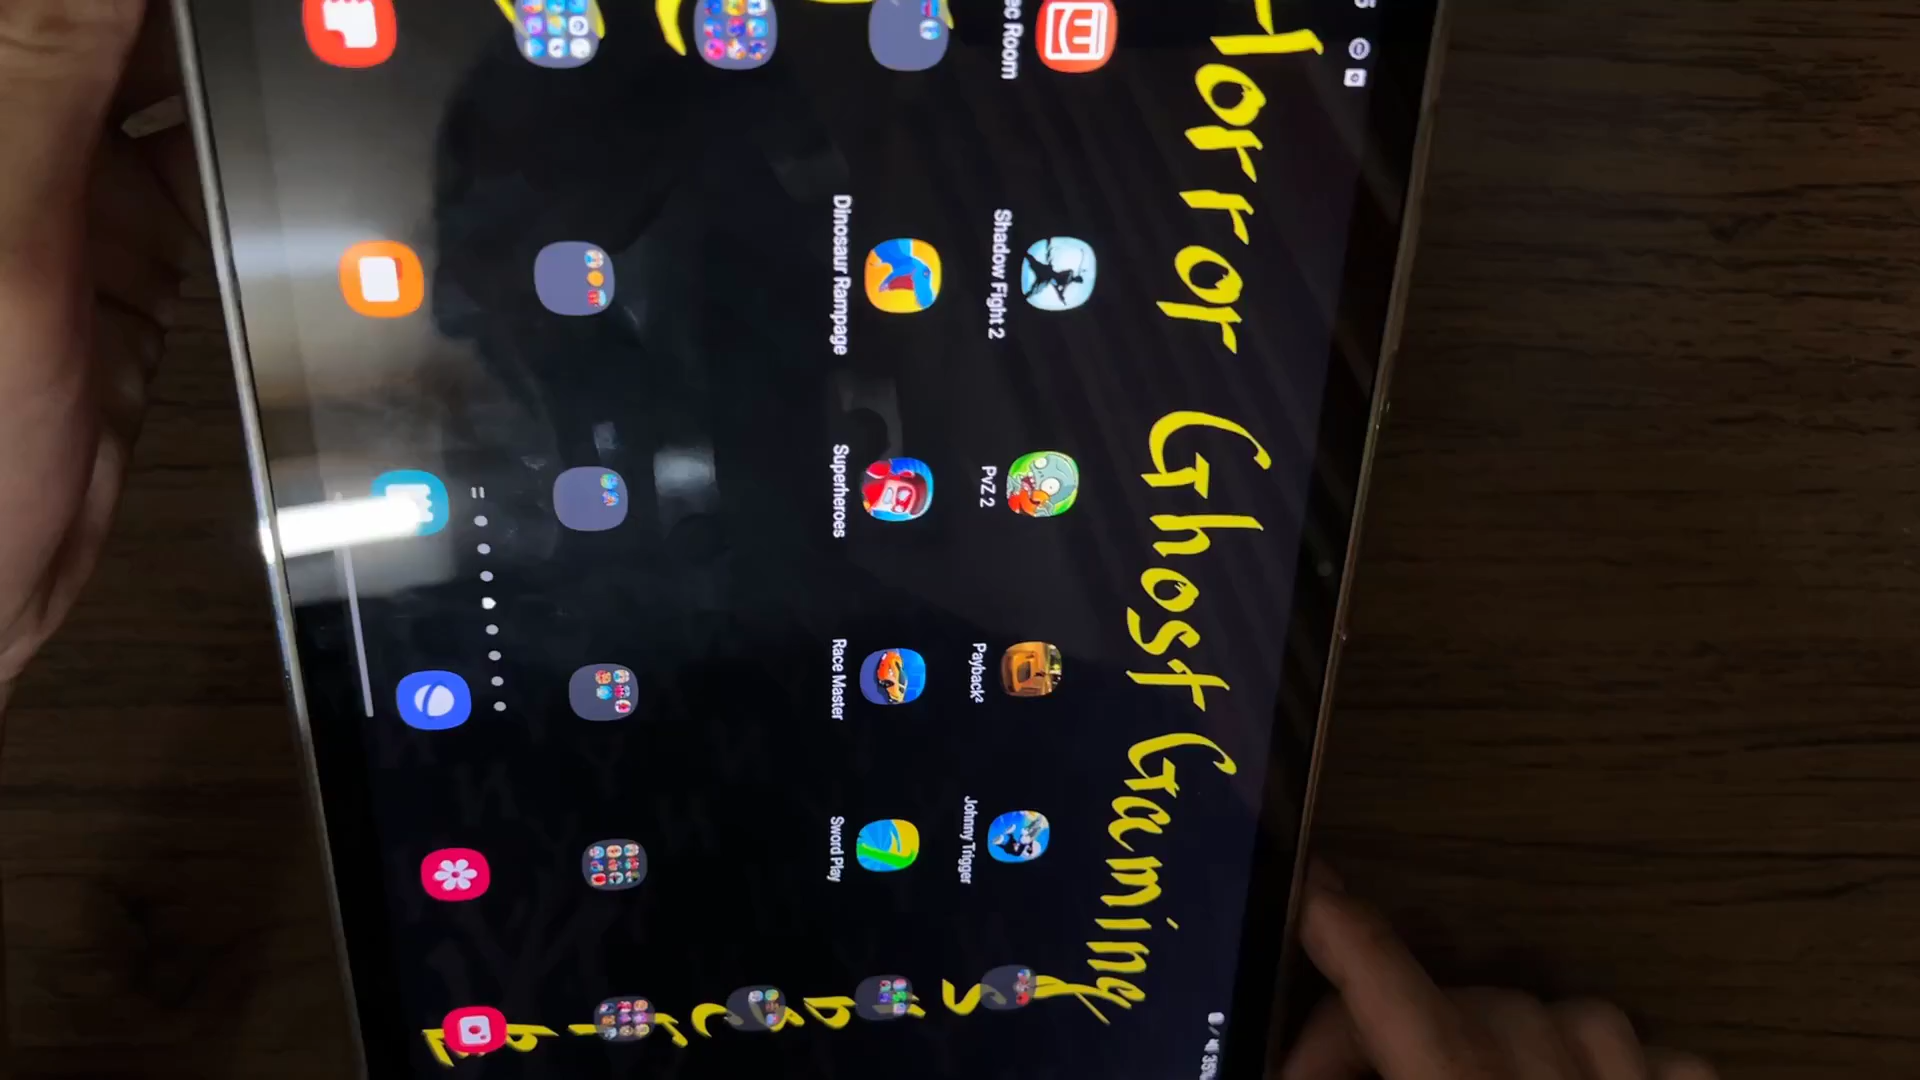 Horror Ghost Gaming
ec Room
Shadow Fight 2
PvZ 2
Payback²
Johnny Trigger
Dinosaur Rampage
Superheroes
Race Master
Sword Play